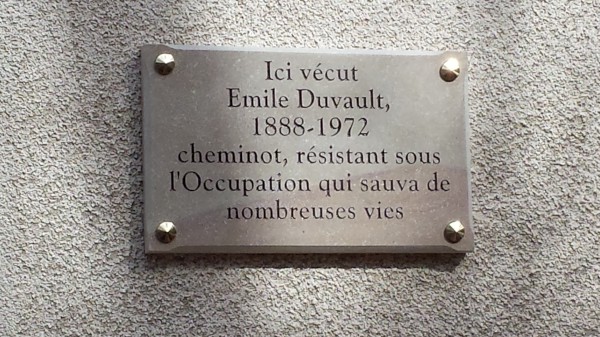 Ici vécut
Emile Duvault,
1888-1972
cheminot, résistant sous
l'Occupation qui sauva de
nombreuses vies